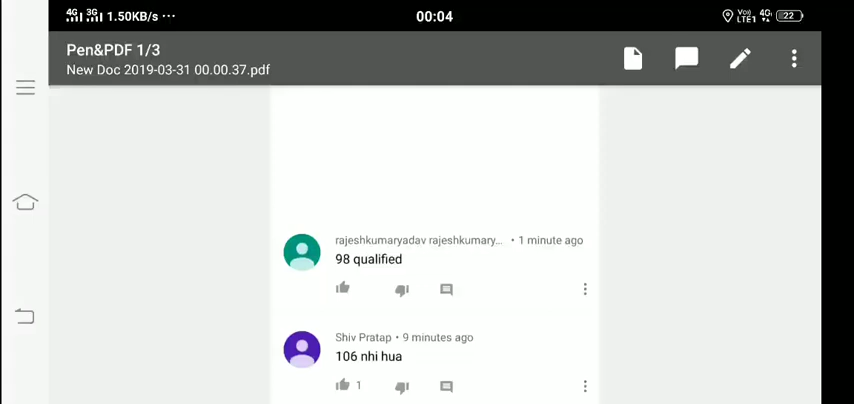 4G 3G 1.50KB/s ··· 00:04 Vo)) LTE1 4G 22
Pen&PDF 1/3
New Doc 2019-03-31 00.00.37.pdf
rajeshkumaryadav rajeshkumary... • 1 minute ago
98 qualified
Shiv Pratap • 9 minutes ago
106 nhi hua
1